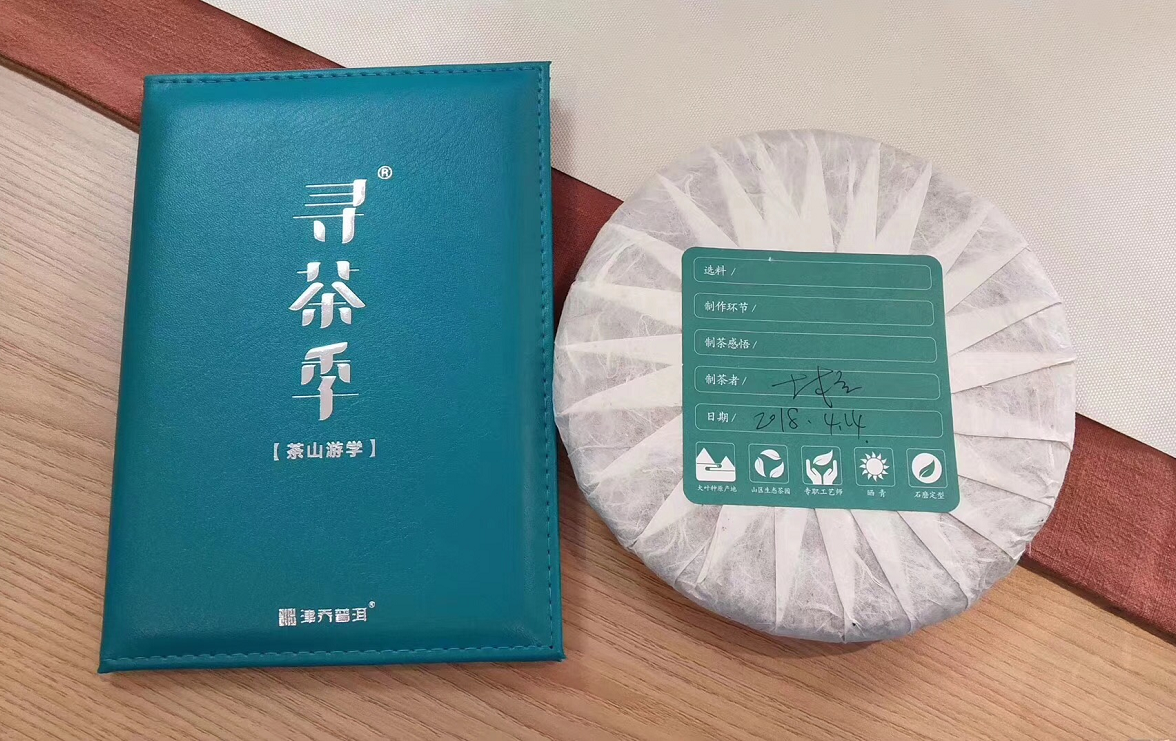 寻茶季®
【茶山游学】
津乔普洱®
选料/
制作环节/
制茶感悟/
制茶者/
日期/ 2018.4.14.
大叶种原产地
山区生态茶园
专职工艺师
晒青
石磨定型